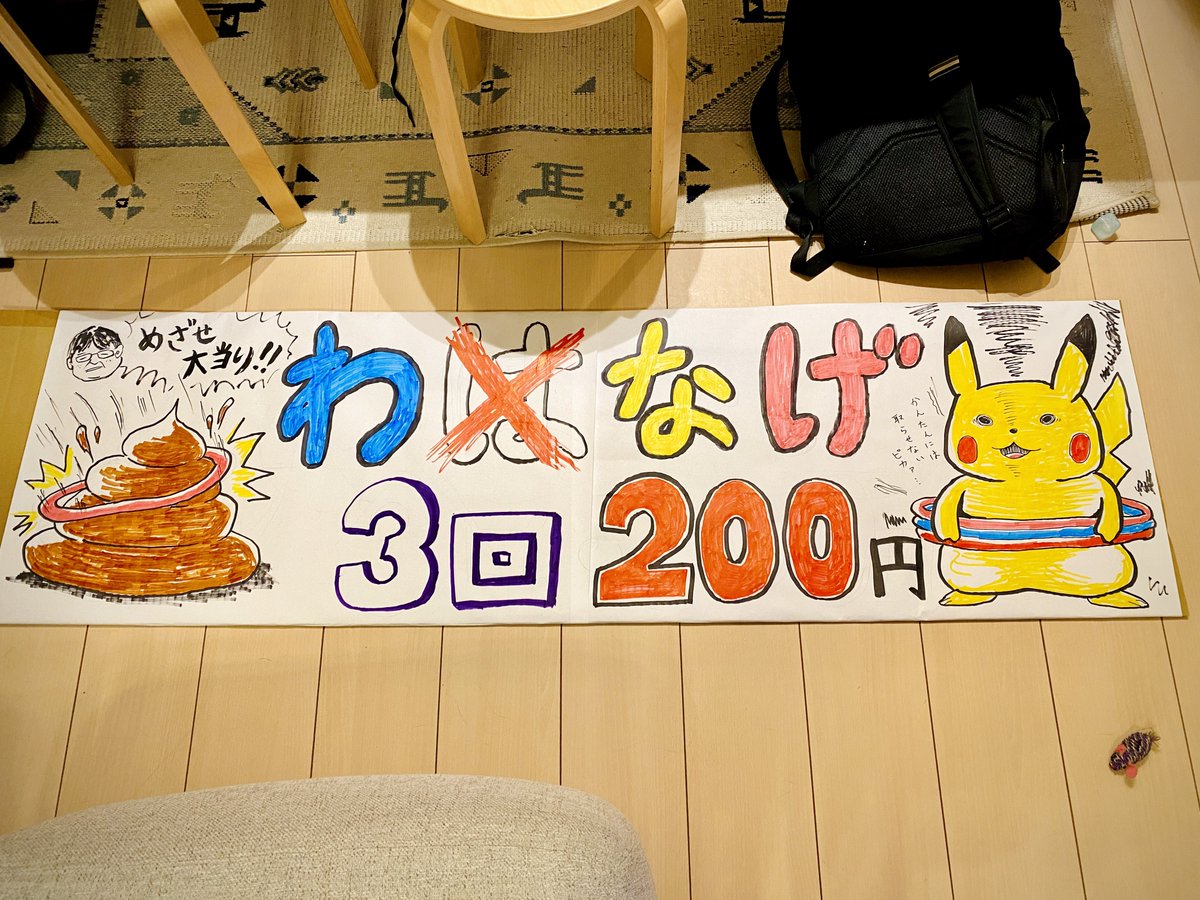 めざせ
大当り!!
わはなげ
3回 200円
かんたんには
取らせない
ピカァ…